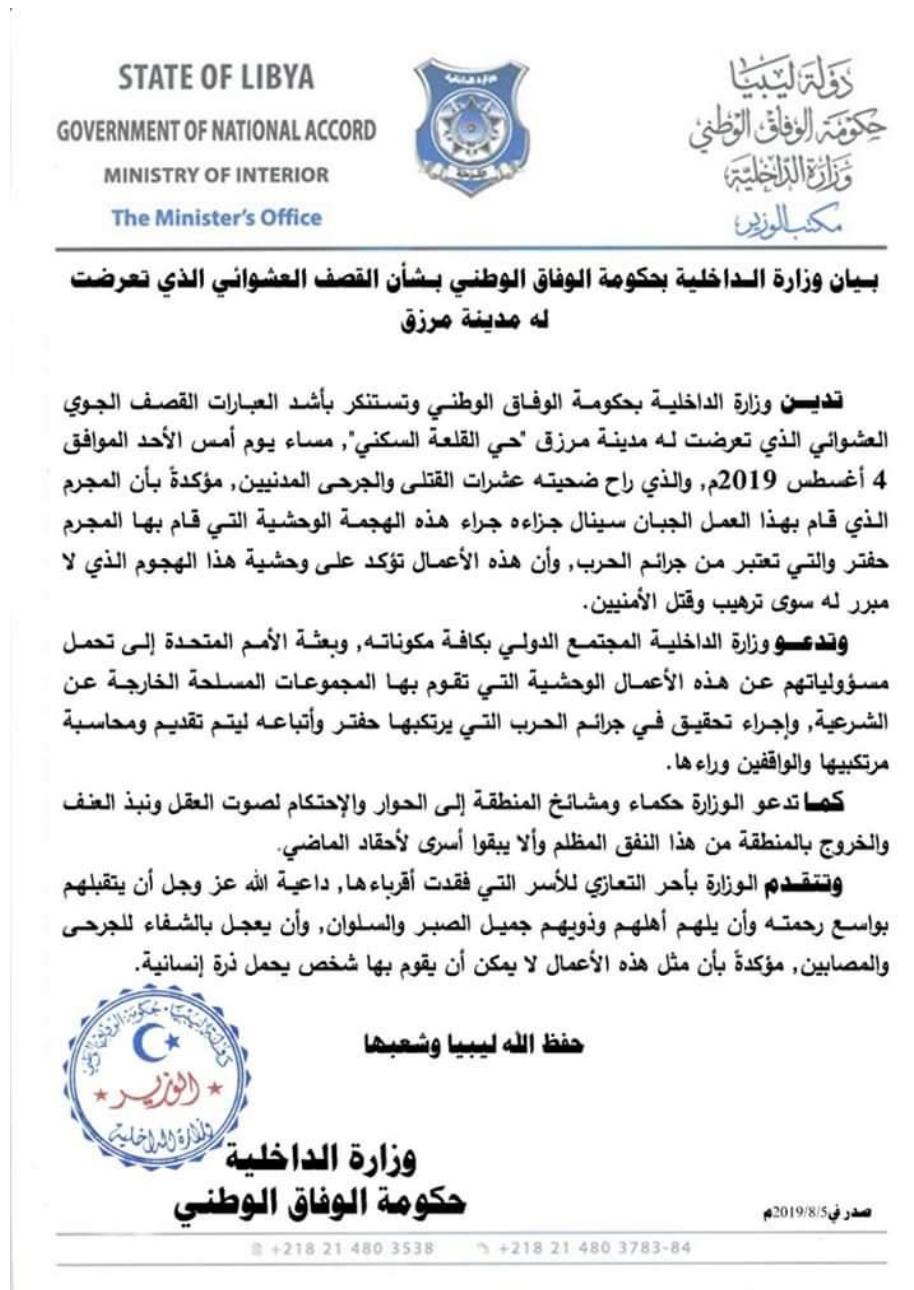 STATE OF LIBYA
GOVERNMENT OF NATIONAL ACCORD
MINISTRY OF INTERIOR
The Minister's Office
وزارة الداخلية
الشرطة
دولة ليبيا
حكومة الوفاق الوطني
وزارة الداخلية
مكتب الوزير
بيان وزارة الداخلية بحكومة الوفاق الوطني بشأن القصف العشوائي الذي تعرضت
له مدينة مرزق
تدين وزارة الداخلية بحكومة الوفاق الوطني وتستنكر بأشد العبارات القصف الجوي
العشوائي الذي تعرضت له مدينة مرزق "حي القلعة السكني", مساء يوم أمس الأحد الموافق
4 أغسطس 2019م, والذي راح ضحيته عشرات القتلى والجرحى المدنيين, مؤكدةً بأن المجرم
الذي قام بهذا العمل الجبان سينال جزاءه جراء هذه الهجمة الوحشية التي قام بها المجرم
حفتر والتي تعتبر من جرائم الحرب, وأن هذه الأعمال تؤكد على وحشية هذا الهجوم الذي لا
مبرر له سوى ترهيب وقتل الأمنيين.
وتدعو وزارة الداخلية المجتمع الدولي بكافة مكوناته, وبعثة الأمم المتحدة إلى تحمل
مسؤولياتهم عن هذه الأعمال الوحشية التي تقوم بها المجموعات المسلحة الخارجة عن
الشرعية, وإجراء تحقيق في جرائم الحرب التي يرتكبها حفتر وأتباعه ليتم تقديم ومحاسبة
مرتكبيها والواقفين وراءها.
كما تدعو الوزارة حكماء ومشائخ المنطقة إلى الحوار والإحتكام لصوت العقل ونبذ العنف
والخروج بالمنطقة من هذا النفق المظلم وألا يبقوا أسرى لأحقاد الماضي.
وتتقدم الوزارة بأحر التعازي للأسر التي فقدت أقرباءها, داعية الله عز وجل أن يتقبلهم
بواسع رحمته وأن يلهم أهلهم وذويهم جميل الصبر والسلوان, وأن يعجل بالشفاء للجرحى
والمصابين, مؤكدةً بأن مثل هذه الأعمال لا يمكن أن يقوم بها شخص يحمل ذرة إنسانية.
حفظ الله ليبيا وشعبها
دولة ليبيا - حكومة الوفاق الوطني
الوزير
وزارة الداخلية
وزارة الداخلية
حكومة الوفاق الوطني
صدر في2019/8/5م
+218 21 480 3538 +218 21 480 3783-84